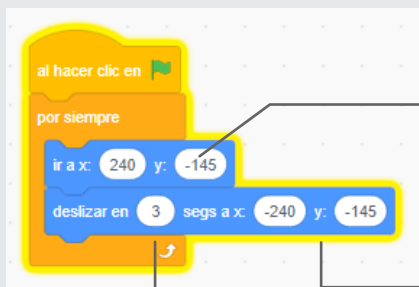 al hacer clic en
por siempre
ir a x: 240 y: -145
deslizar en 3 segs a x: -240 y: -145